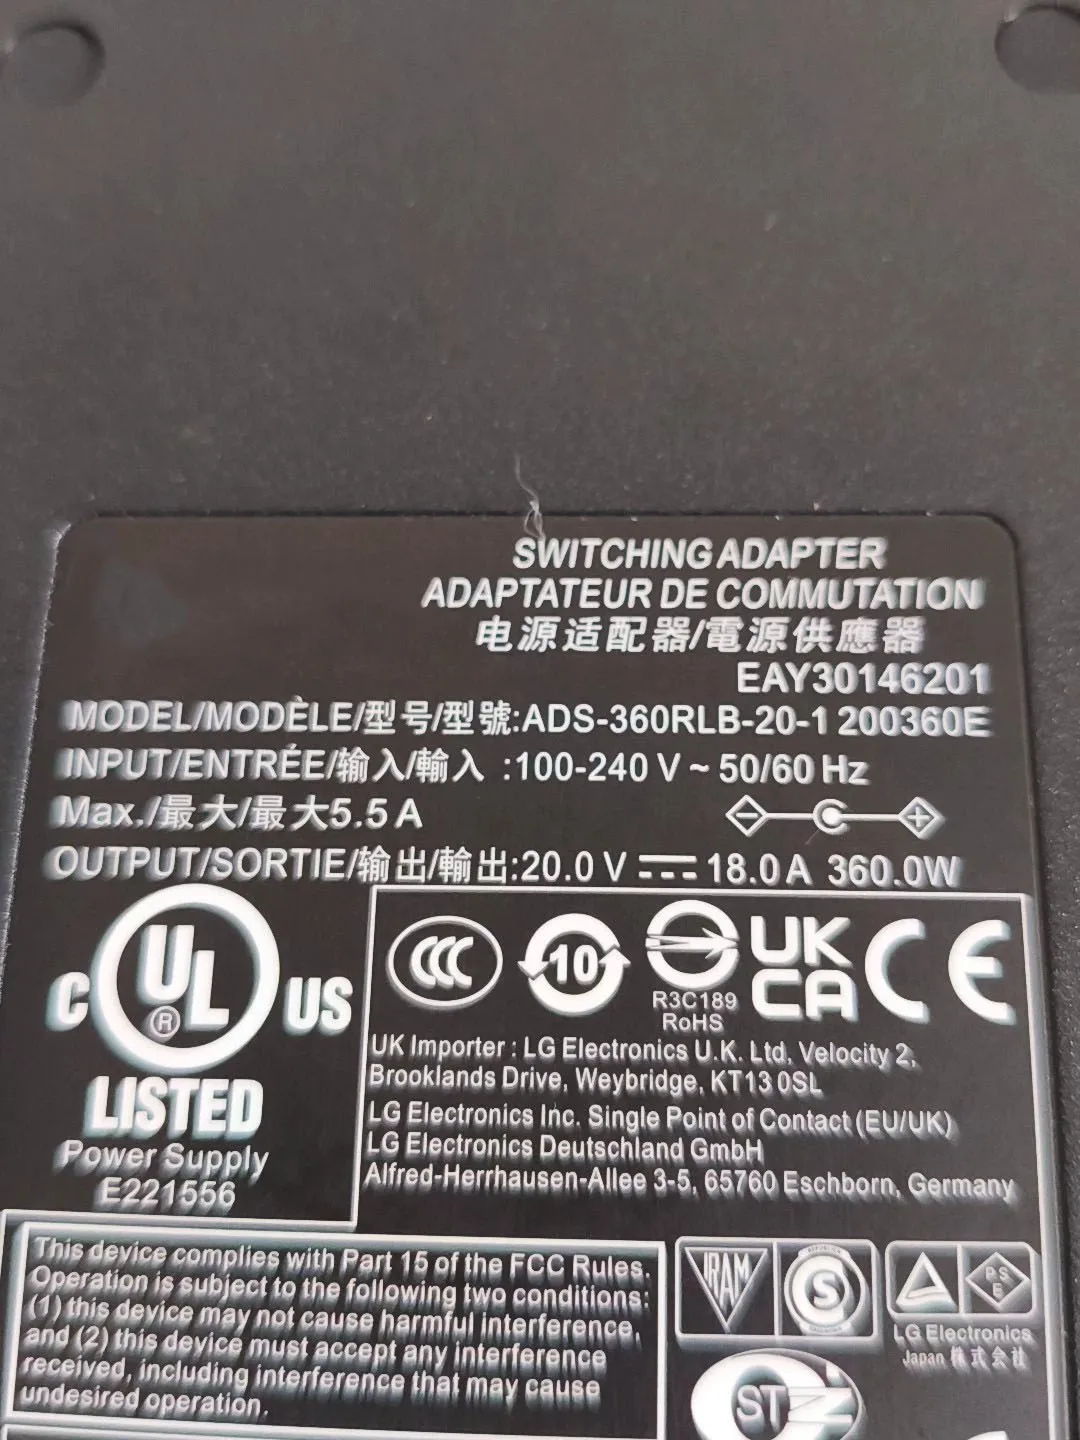 SWITCHING ADAPTER
ADAPTATEUR DE COMMUTATION
电源适配器/電源供應器
EAY30146201
MODEL/MODÈLE/型号/型號:ADS-360RLB-20-1 200360E
INPUT/ENTRÉE/输入/輸入 :100-240 V ~ 50/60 Hz
Max./最大/最大5.5 A
OUTPUT/SORTIE/输出/輸出:20.0 V ⎓ 18.0 A 360.0W
C UL ® US
LISTED
Power Supply
E221556
CCC 10 UK CA CE
R3C189
RoHS
UK Importer : LG Electronics U.K. Ltd, Velocity 2,
Brooklands Drive, Weybridge, KT13 0SL
LG Electronics Inc. Single Point of Contact (EU/UK)
LG Electronics Deutschland GmbH
Alfred-Herrhausen-Allee 3-5, 65760 Eschborn, Germany
This device complies with Part 15 of the FCC Rules.
Operation is subject to the following two conditions:
(1) this device may not cause harmful interference,
and (2) this device must accept any interference
received, including interference that may cause
undesired operation.
IRAM S PS E
LG Electronics
Japan 株式会社
ST